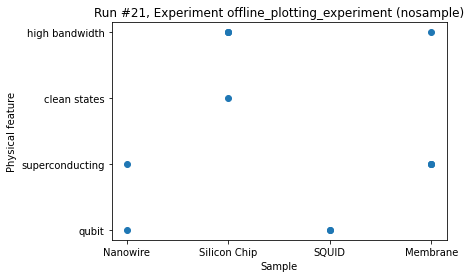 Run #21, Experiment offline_plotting_experiment (nosample)
high bandwidth
clean states
superconducting
qubit
Physical feature
Nanowire Silicon Chip SQUID Membrane
Sample